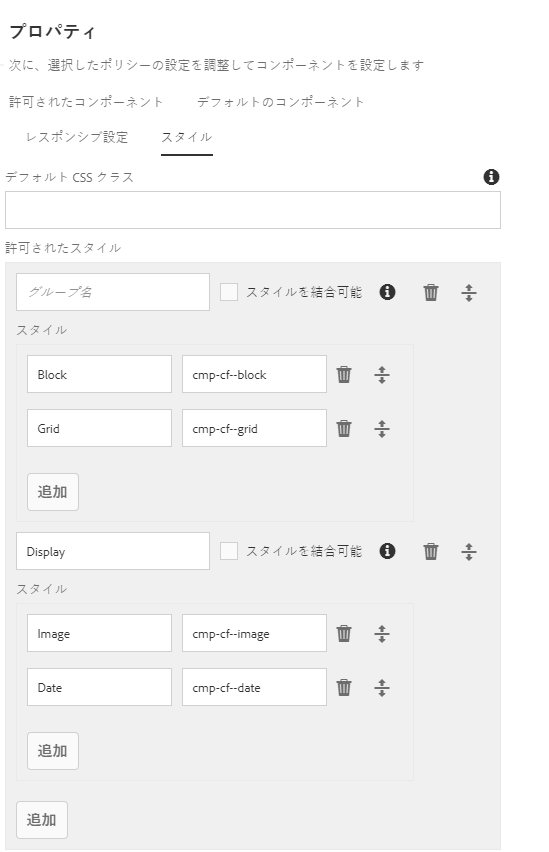 プロパティ
次に、選択したポリシーの設定を調整してコンポーネントを設定します
許可されたコンポーネント デフォルトのコンポーネント
レスポンシブ設定 スタイル
デフォルト CSS クラス
許可されたスタイル
グループ名 スタイルを結合可能
スタイル
Block cmp-cf--block
Grid cmp-cf--grid
追加
Display スタイルを結合可能
スタイル
Image cmp-cf--image
Date cmp-cf--date
追加
追加